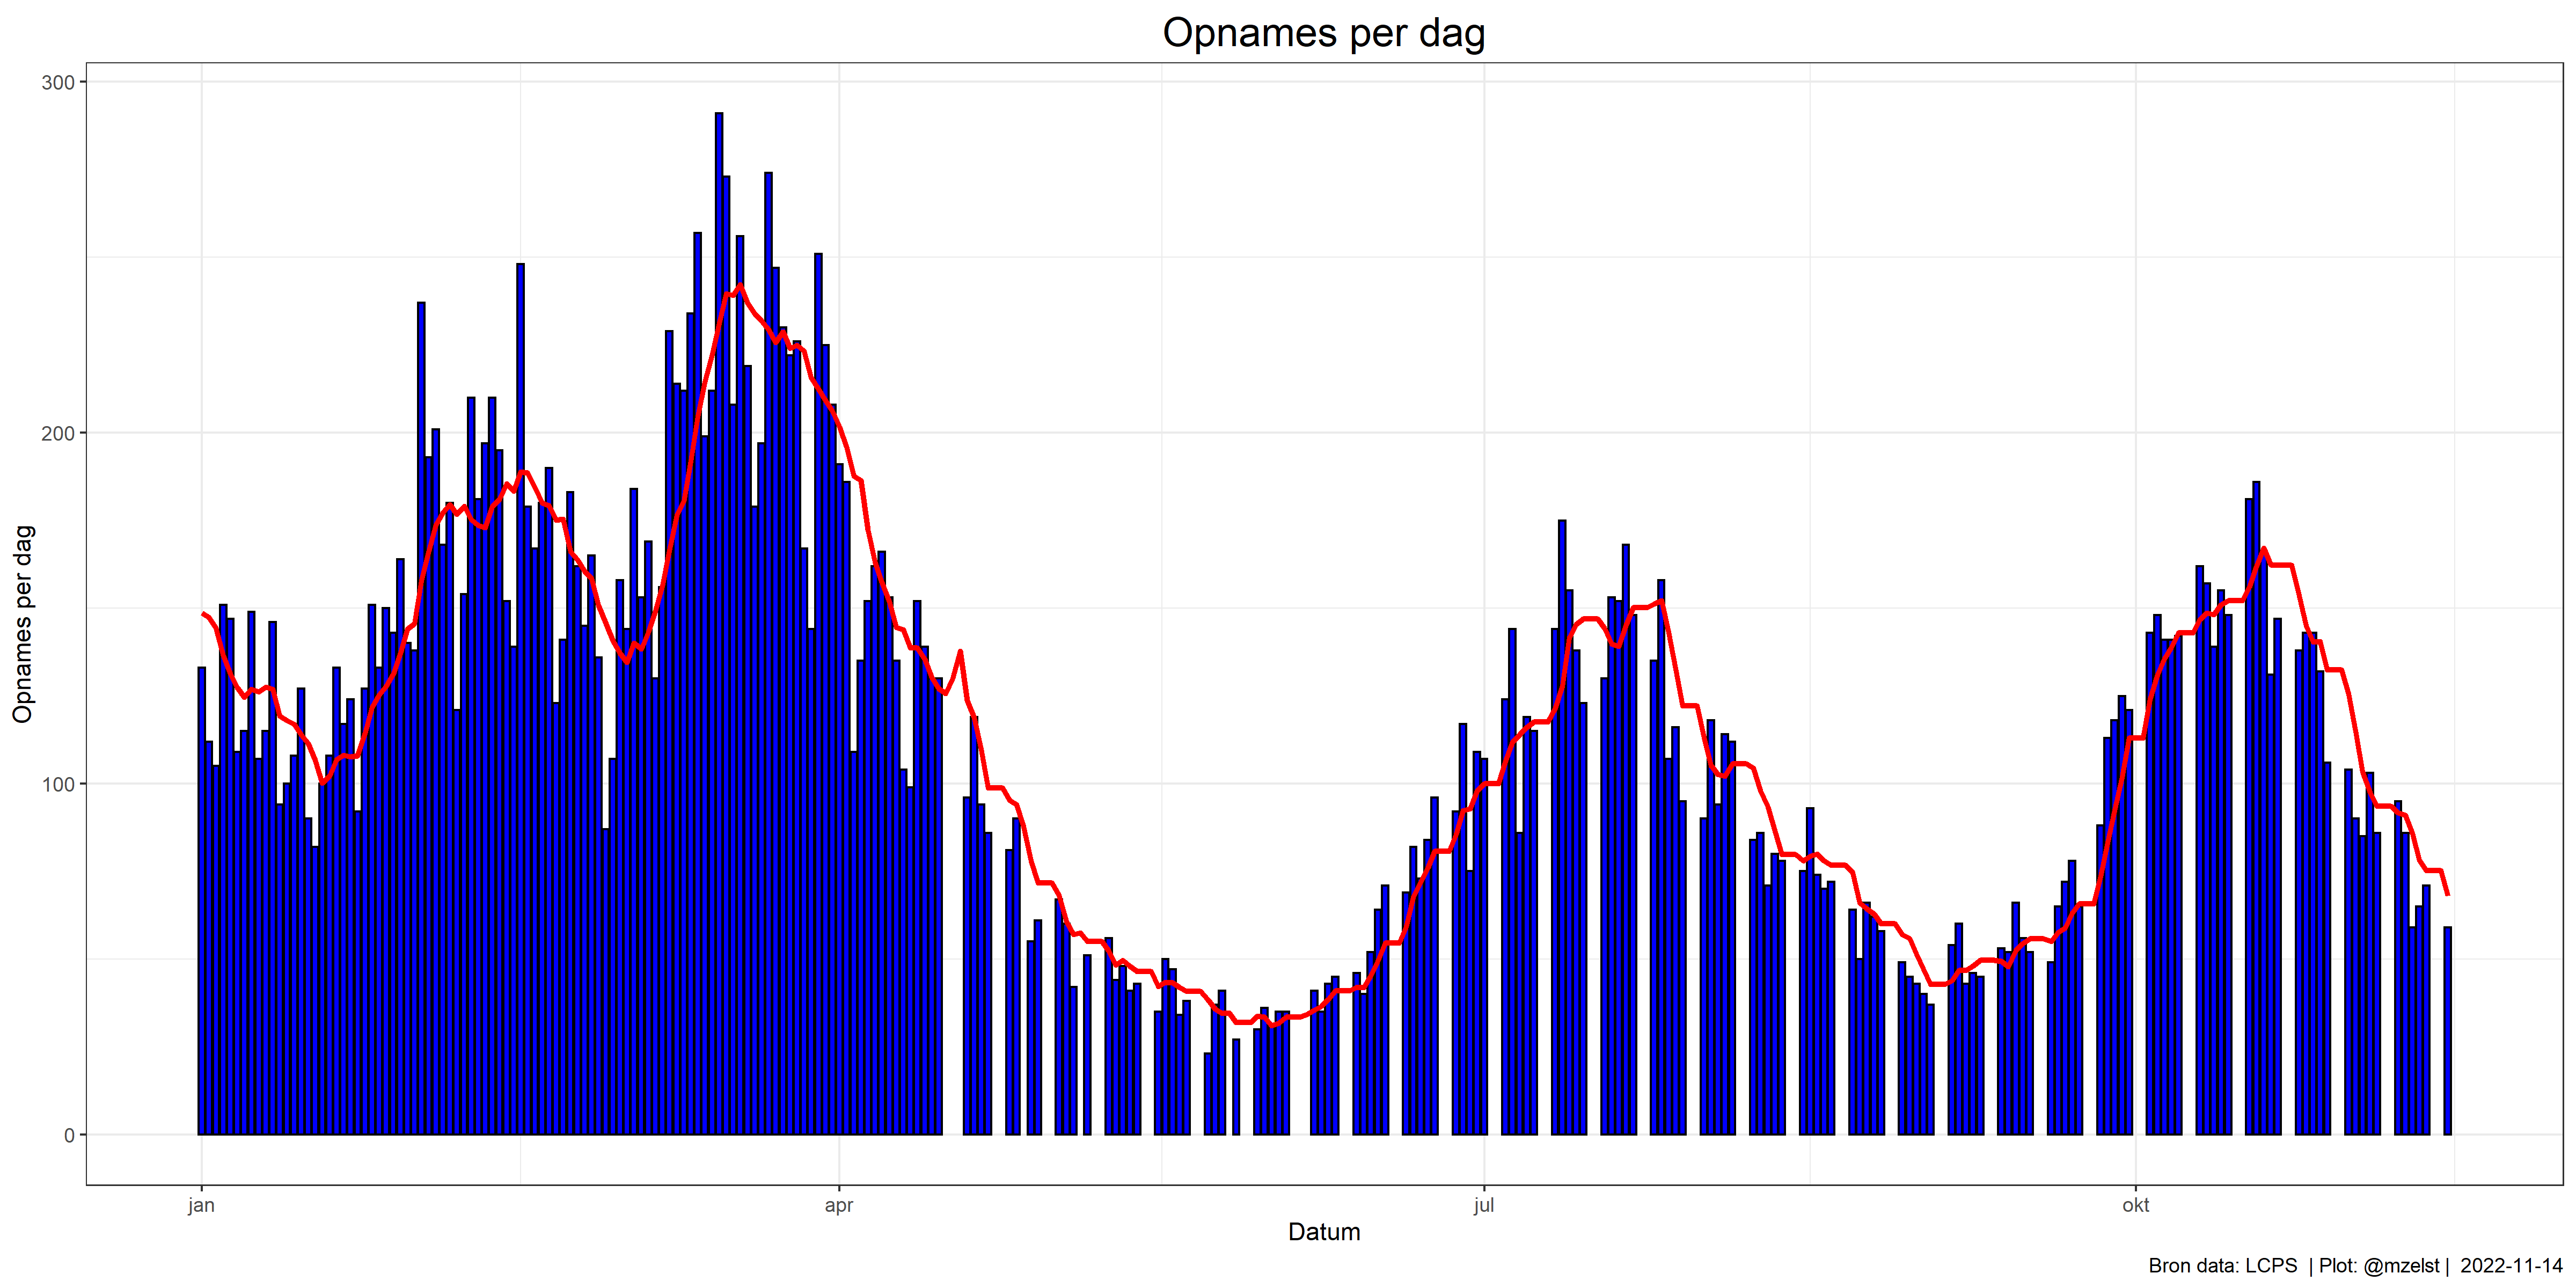 Opnames per dag
300
200
100
0
Opnames per dag
jan
apr
jul
okt
Datum
Bron data: LCPS | Plot: @mzelst | 2022-11-14